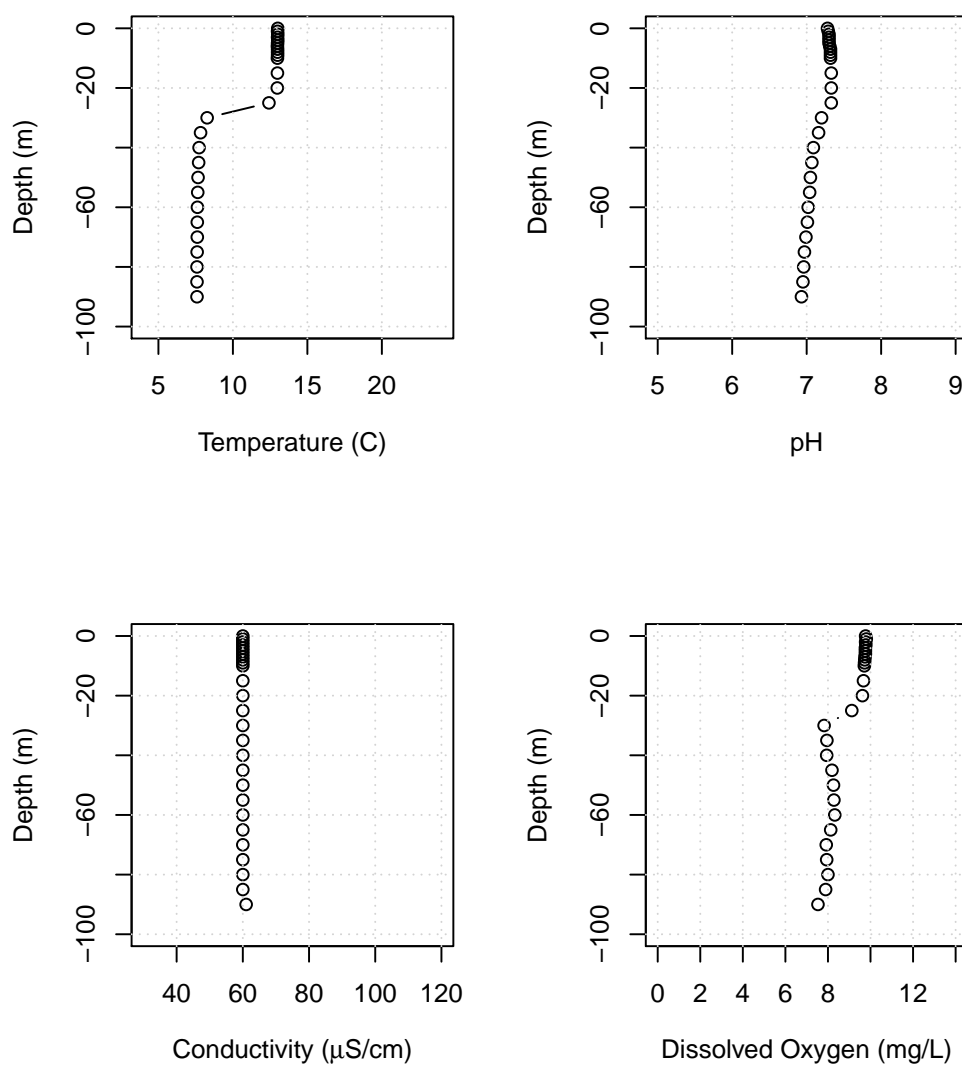 0
−20
−60
−100
Depth (m)
5 10 15 20
Temperature (C)
0
−20
−60
−100
Depth (m)
5 6 7 8 9
pH
0
−20
−60
−100
Depth (m)
40 60 80 100 120
Conductivity (μS/cm)
0
−20
−60
−100
Depth (m)
0 2 4 6 8 12
Dissolved Oxygen (mg/L)